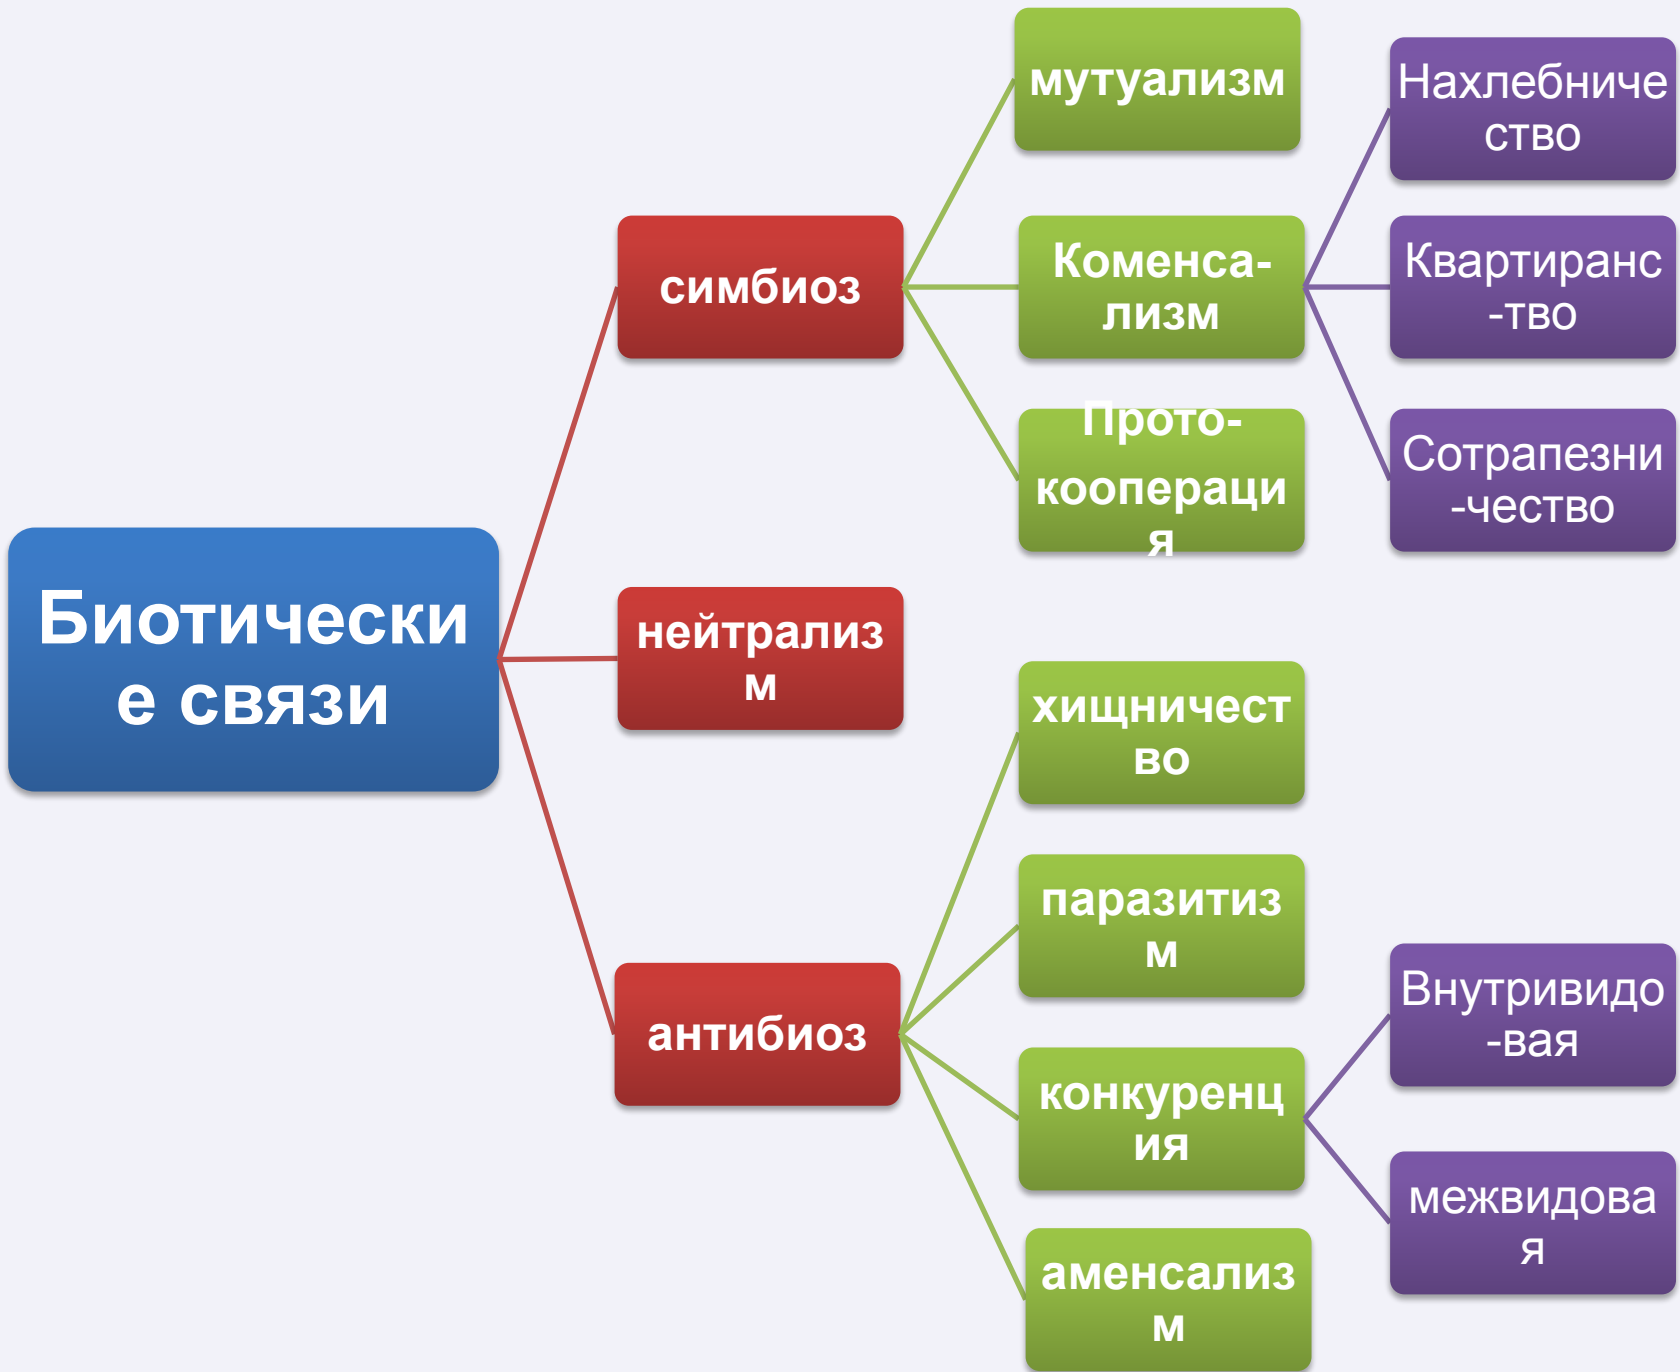 Биотически
е связи
симбиоз
нейтрализ
м
антибиоз
мутуализм
Коменса-
лизм
Прото-
коопераци
я
хищничест
во
паразитиз
м
конкуренц
ия
аменсализ
м
Нахлебниче
ство
Квартиранс
-тво
Сотрапезни
-чество
Внутривидо
-вая
межвидова
я